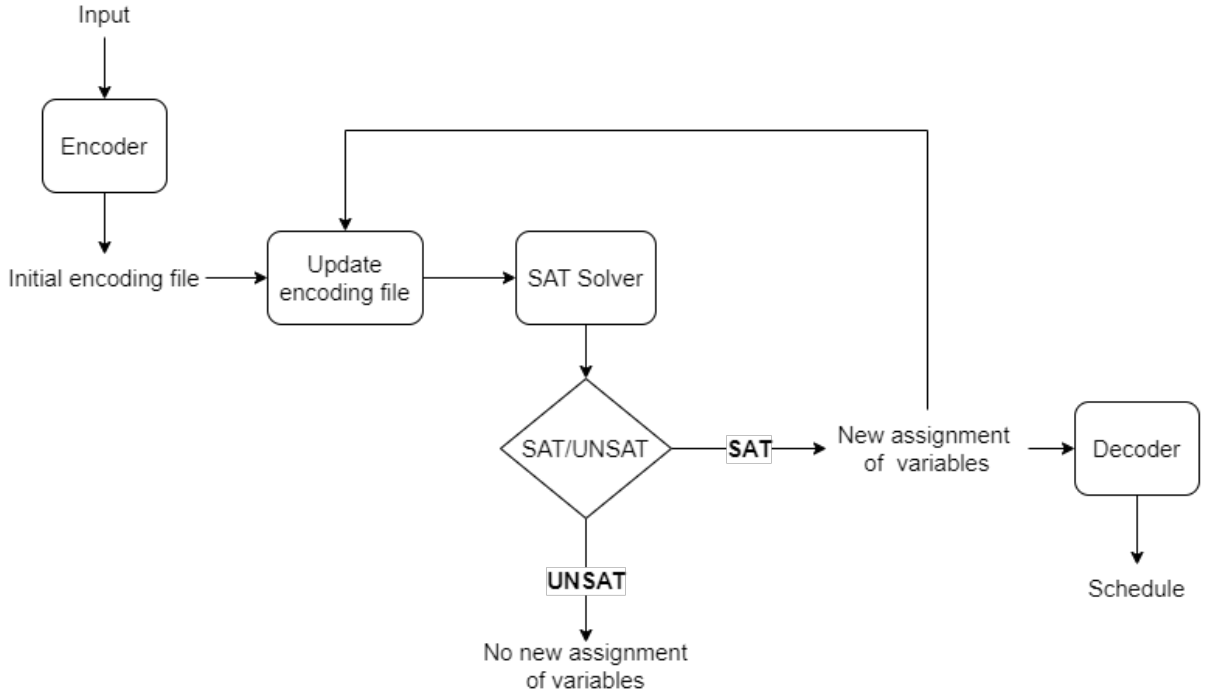 Input
Encoder
Initial encoding file
Update
encoding file
SAT Solver
SAT/UNSAT
SAT
New assignment
of variables
Decoder
UNSAT
Schedule
No new assignment
of variables